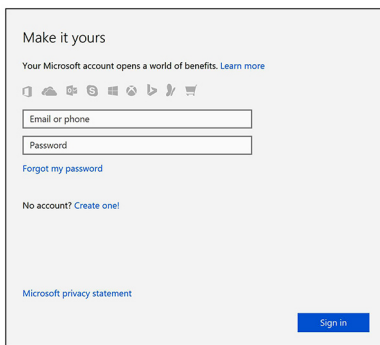 Make it yours
Your Microsoft account opens a world of benefits. Learn more
Email or phone
Password
Forgot my password
No account? Create one!
Microsoft privacy statement
Sign in